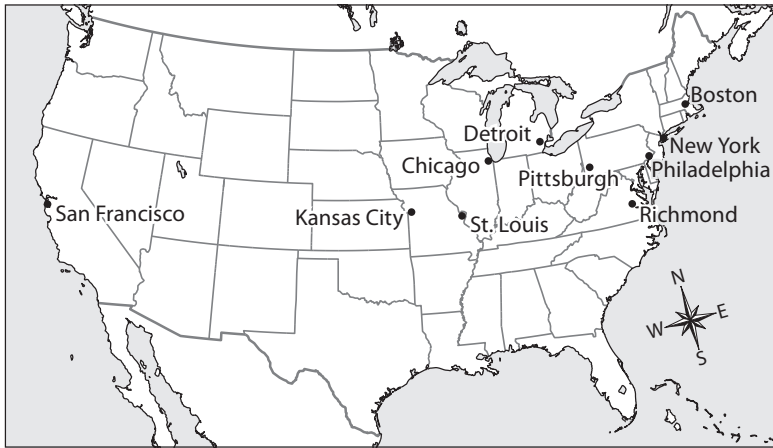 Boston
Detroit
New York
Chicago
Philadelphia
Pittsburgh
San Francisco
Kansas City
St. Louis
Richmond
N
W E
S